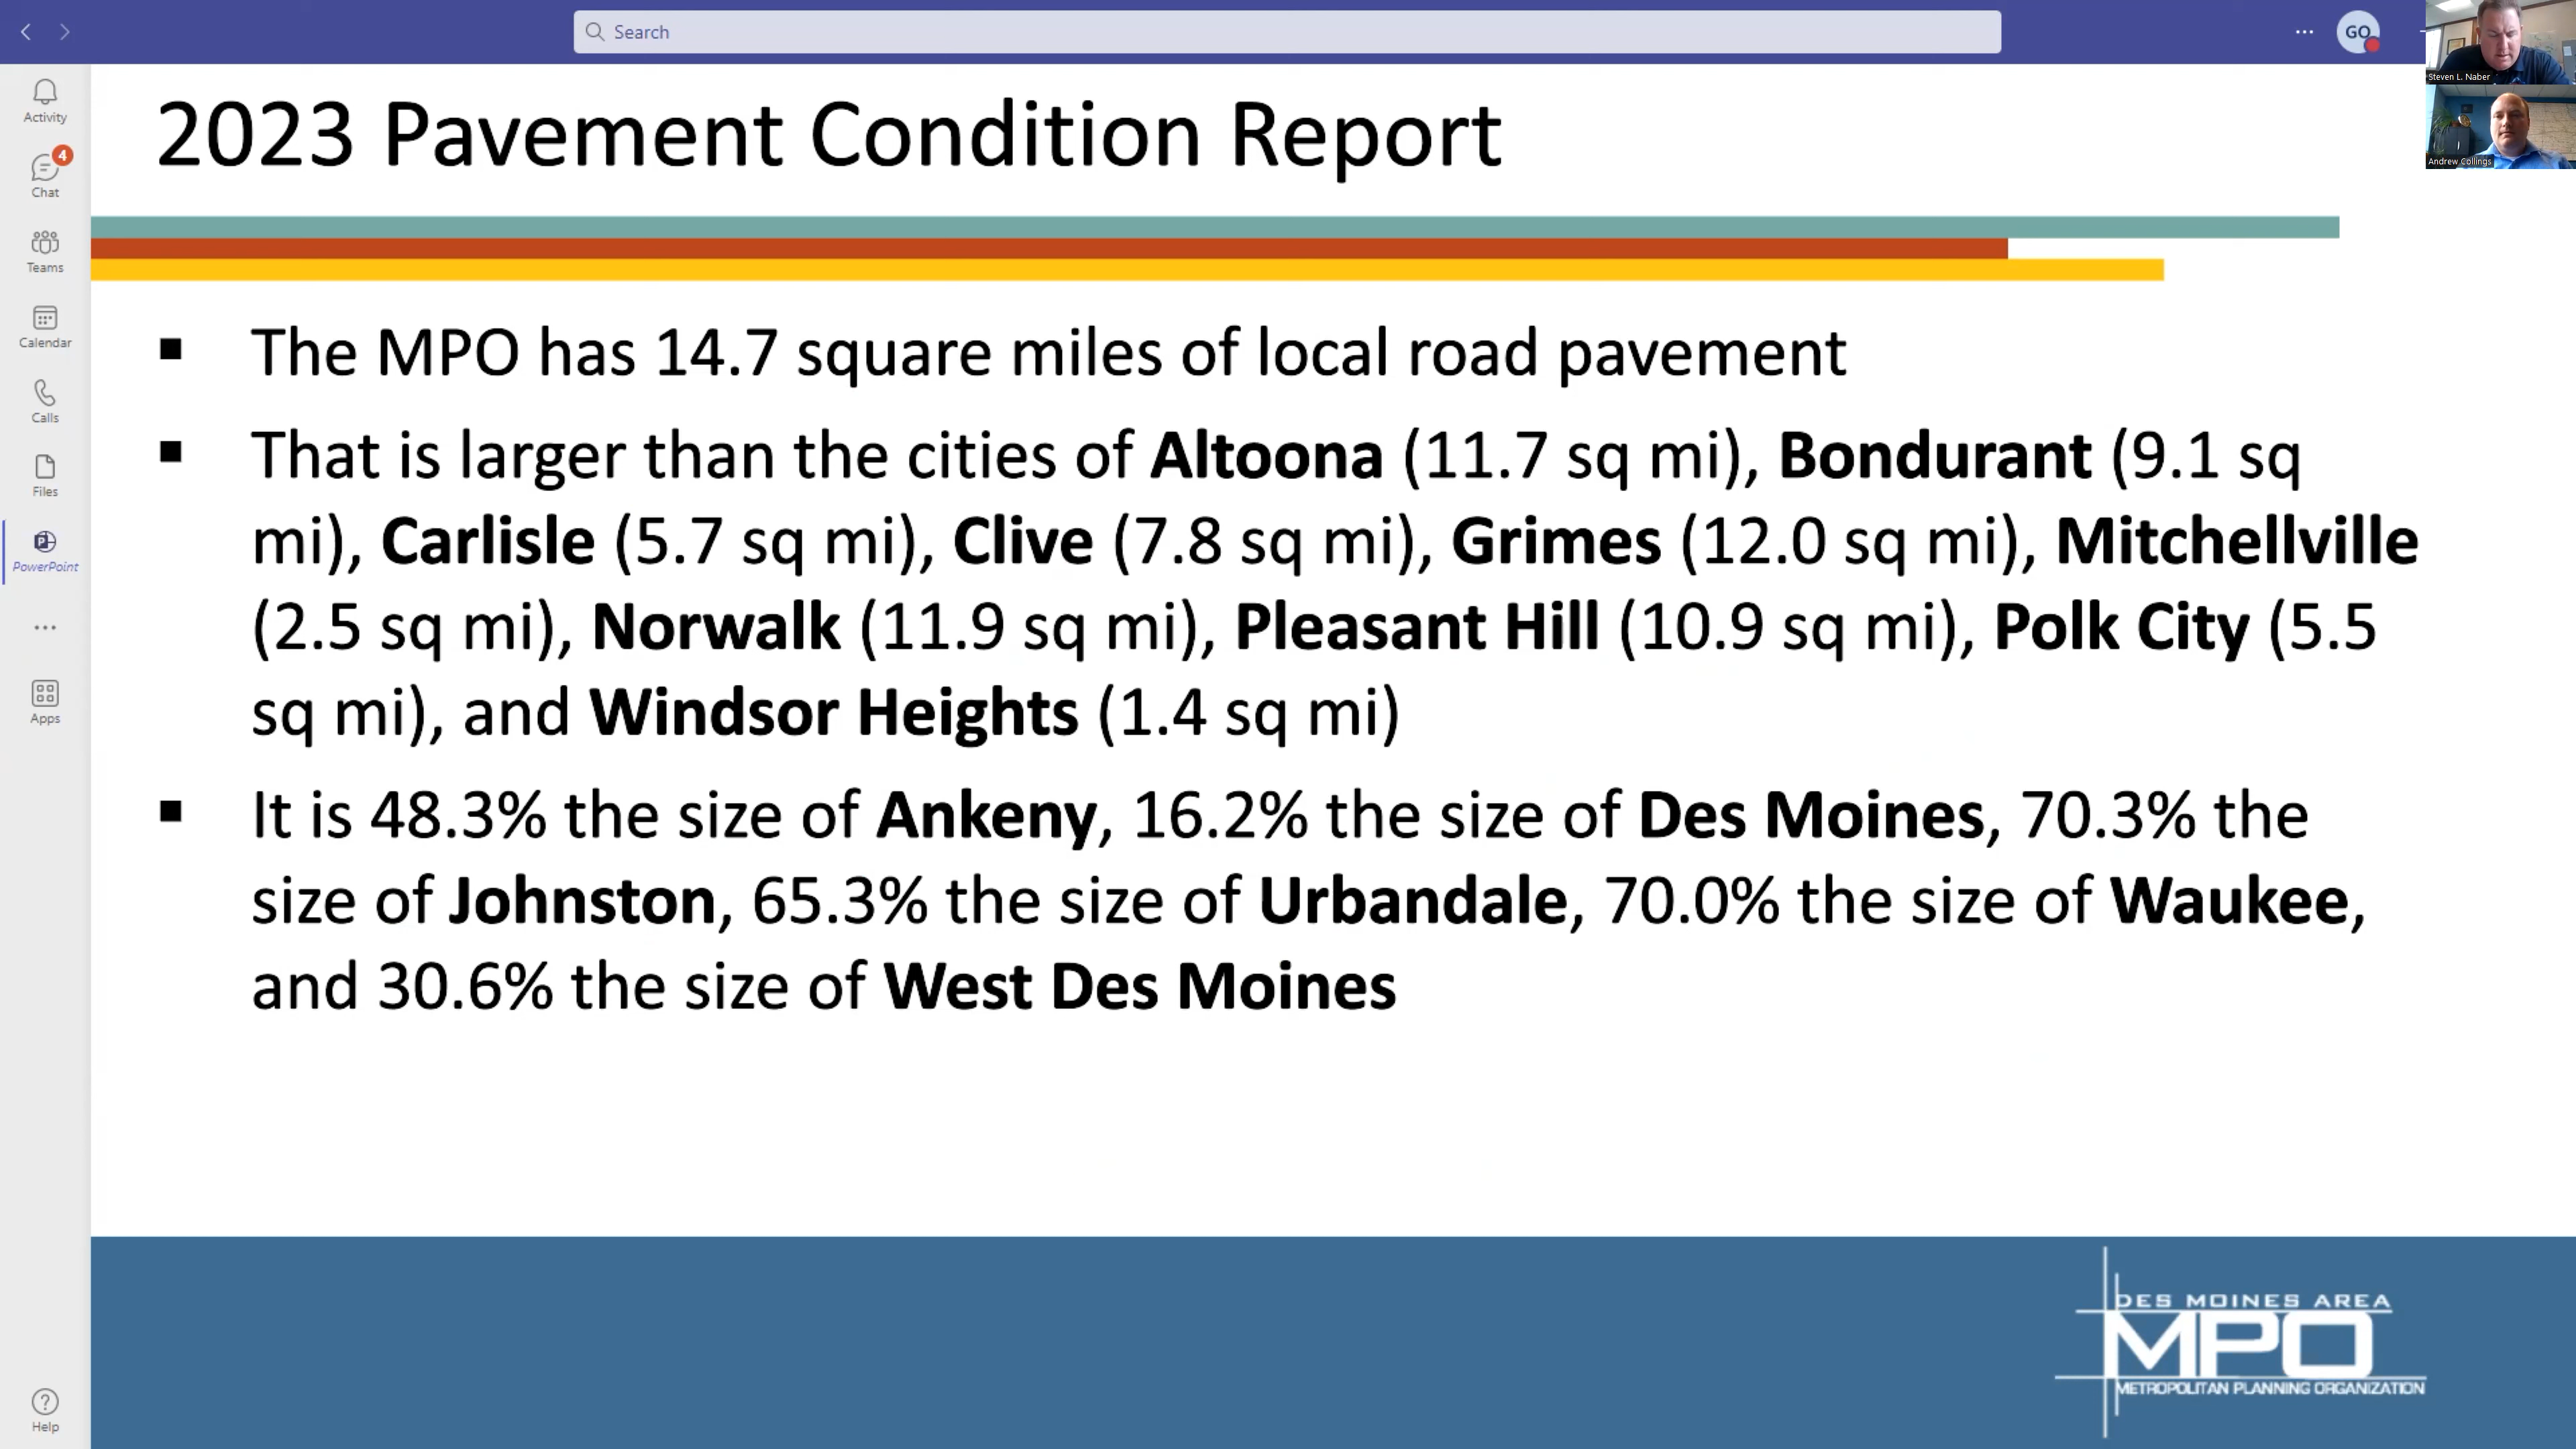 Search
GO
Steven L. Naber
Andrew Collings
Activity
4
Chat
Teams
Calendar
Calls
Files
PowerPoint
Apps
Help
2023 Pavement Condition Report
▪ The MPO has 14.7 square miles of local road pavement
▪ That is larger than the cities of Altoona (11.7 sq mi), Bondurant (9.1 sq
mi), Carlisle (5.7 sq mi), Clive (7.8 sq mi), Grimes (12.0 sq mi), Mitchellville
(2.5 sq mi), Norwalk (11.9 sq mi), Pleasant Hill (10.9 sq mi), Polk City (5.5
sq mi), and Windsor Heights (1.4 sq mi)
▪ It is 48.3% the size of Ankeny, 16.2% the size of Des Moines, 70.3% the
size of Johnston, 65.3% the size of Urbandale, 70.0% the size of Waukee,
and 30.6% the size of West Des Moines
DES MOINES AREA
MPO
METROPOLITAN PLANNING ORGANIZATION